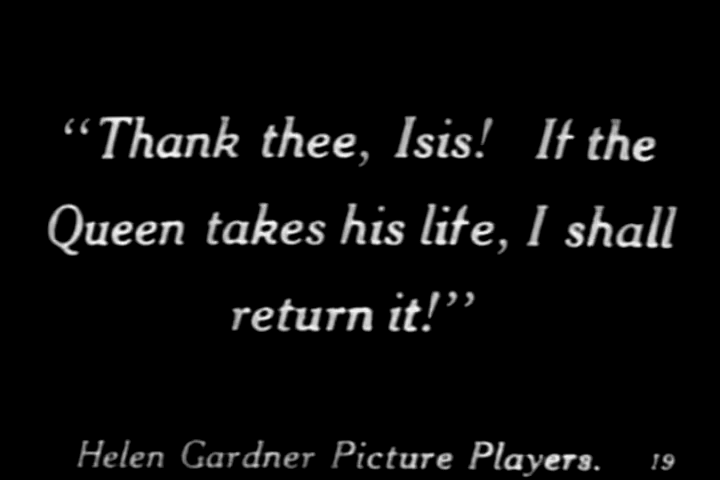 “Thank thee, Isis!  If the
Queen takes his life, I shall
return it!”
Helen Gardner Picture Players. 19